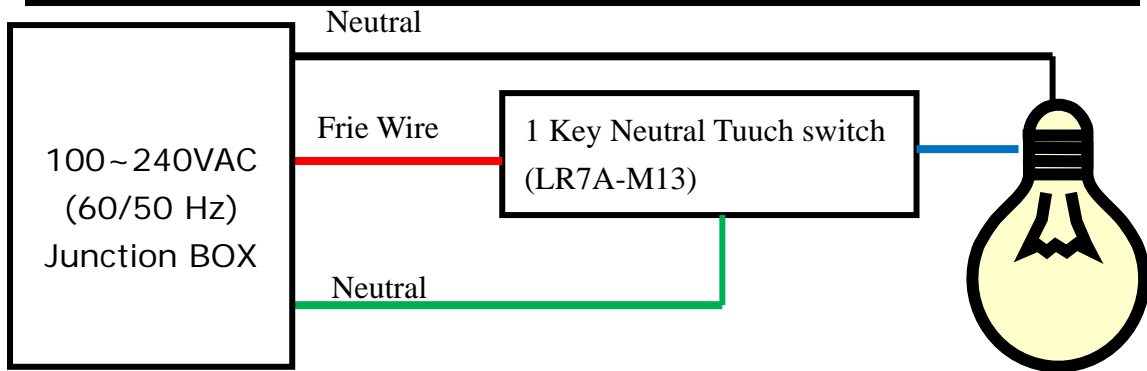 Neutral
Frie Wire
1 Key Neutral Tuuch switch
(LR7A-M13)
100~240VAC
(60/50 Hz)
Junction BOX
Neutral